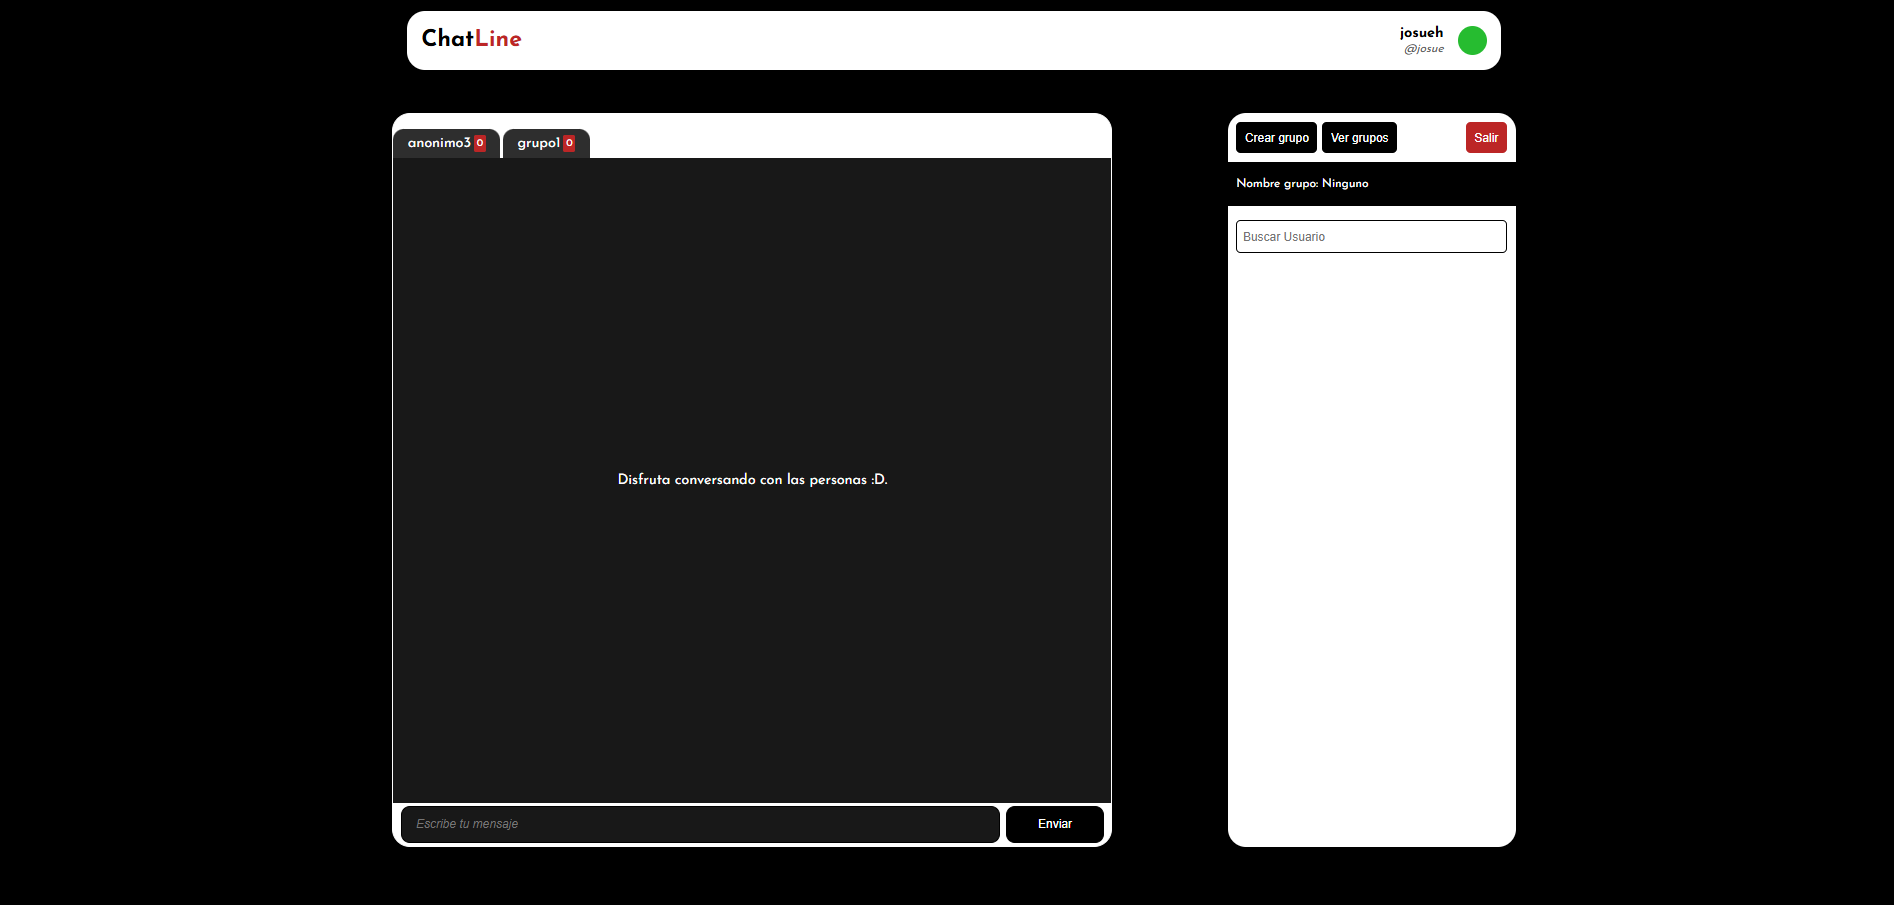 ChatLine
josueh
@josue
anonimo3 0
grupo1 0
Crear grupo
Ver grupos
Salir
Nombre grupo: Ninguno
Buscar Usuario
Disfruta conversando con las personas :D.
Escribe tu mensaje
Enviar